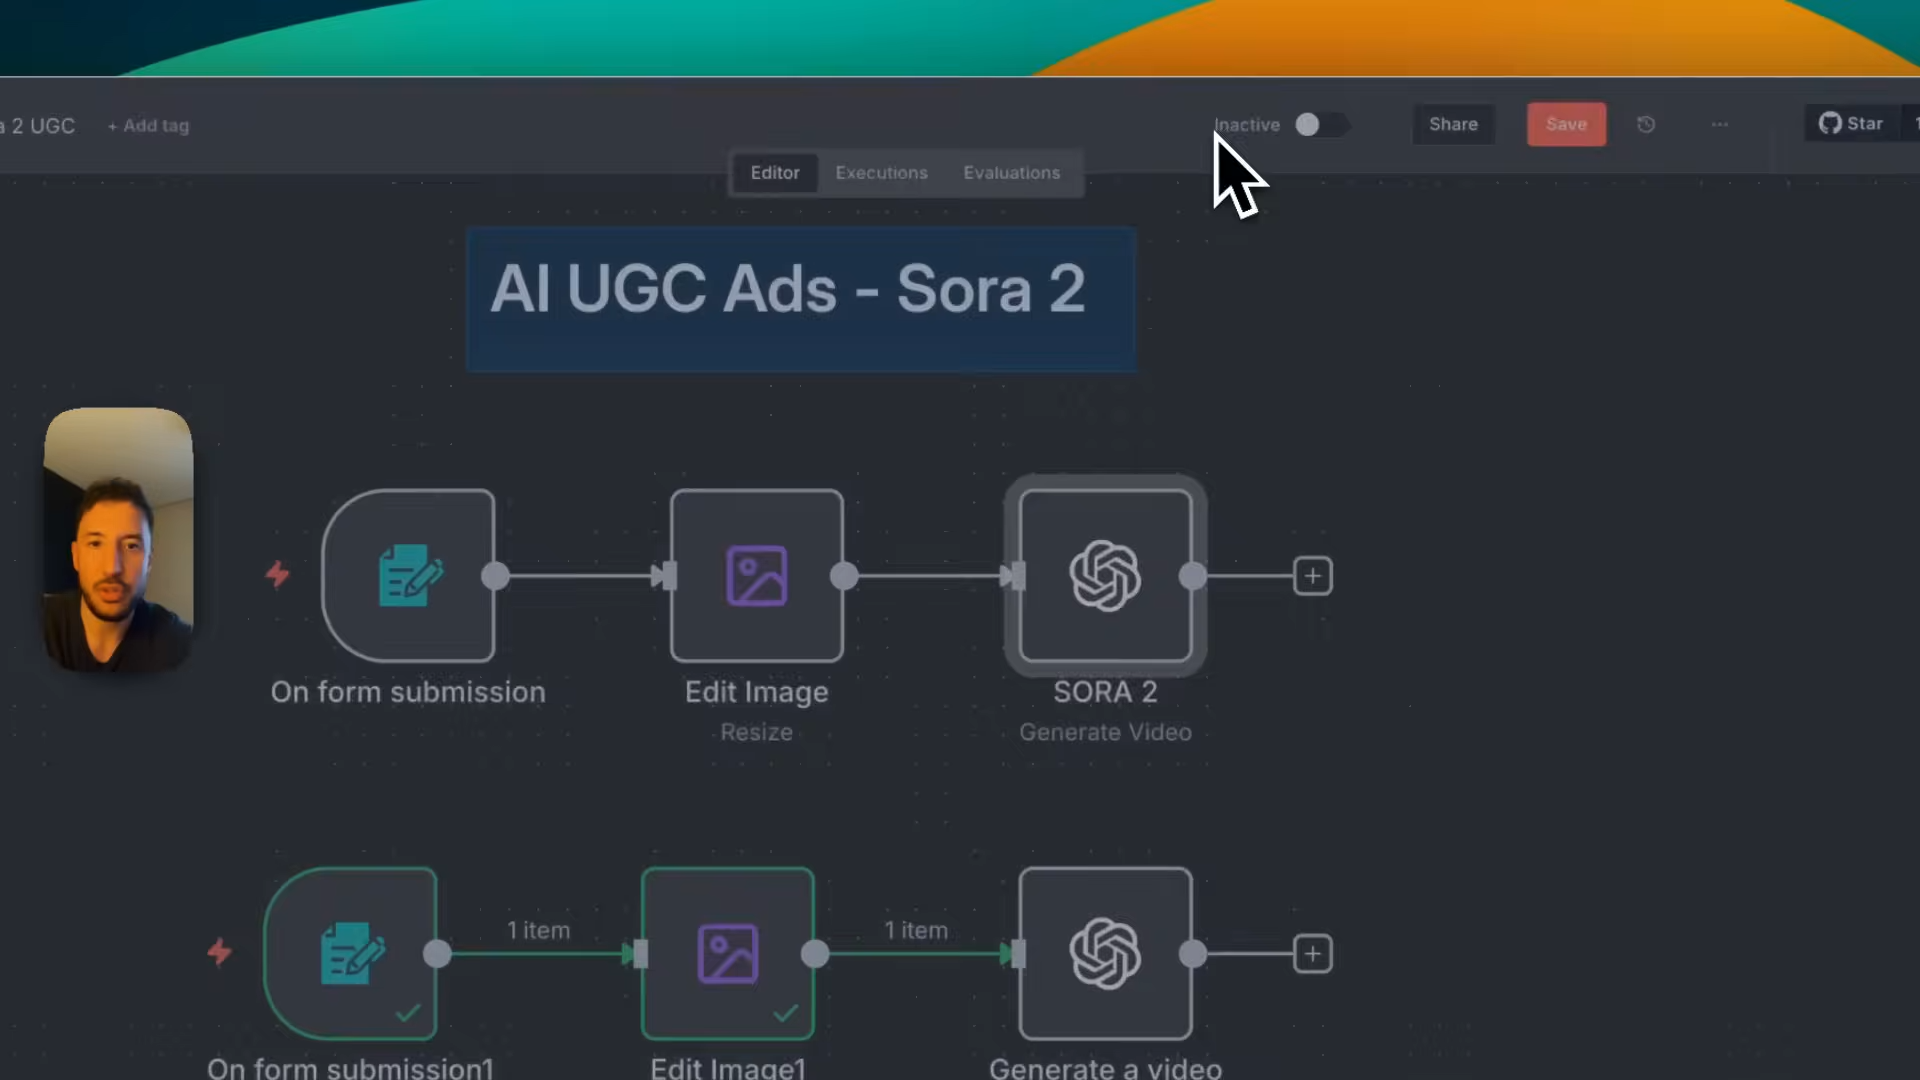 a 2 UGC
+ Add tag
Inactive
Share
Save
Star
Editor
Executions
Evaluations
AI UGC Ads - Sora 2
On form submission
Edit Image
Resize
SORA 2
Generate Video
1 item
1 item
On form submission1
Edit Image1
Generate a video